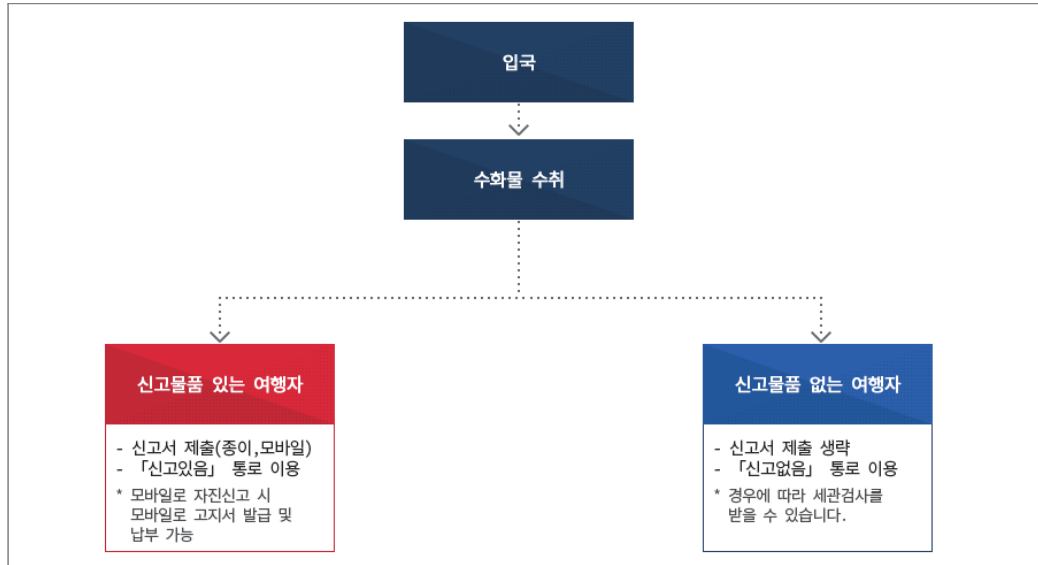 입국
수화물 수취
신고물품 있는 여행자
- 신고서 제출(종이,모바일)
- 「신고있음」 통로 이용
* 모바일로 자진신고 시
모바일로 고지서 발급 및
납부 가능
신고물품 없는 여행자
- 신고서 제출 생략
- 「신고없음」 통로 이용
* 경우에 따라 세관검사를
받을 수 있습니다.